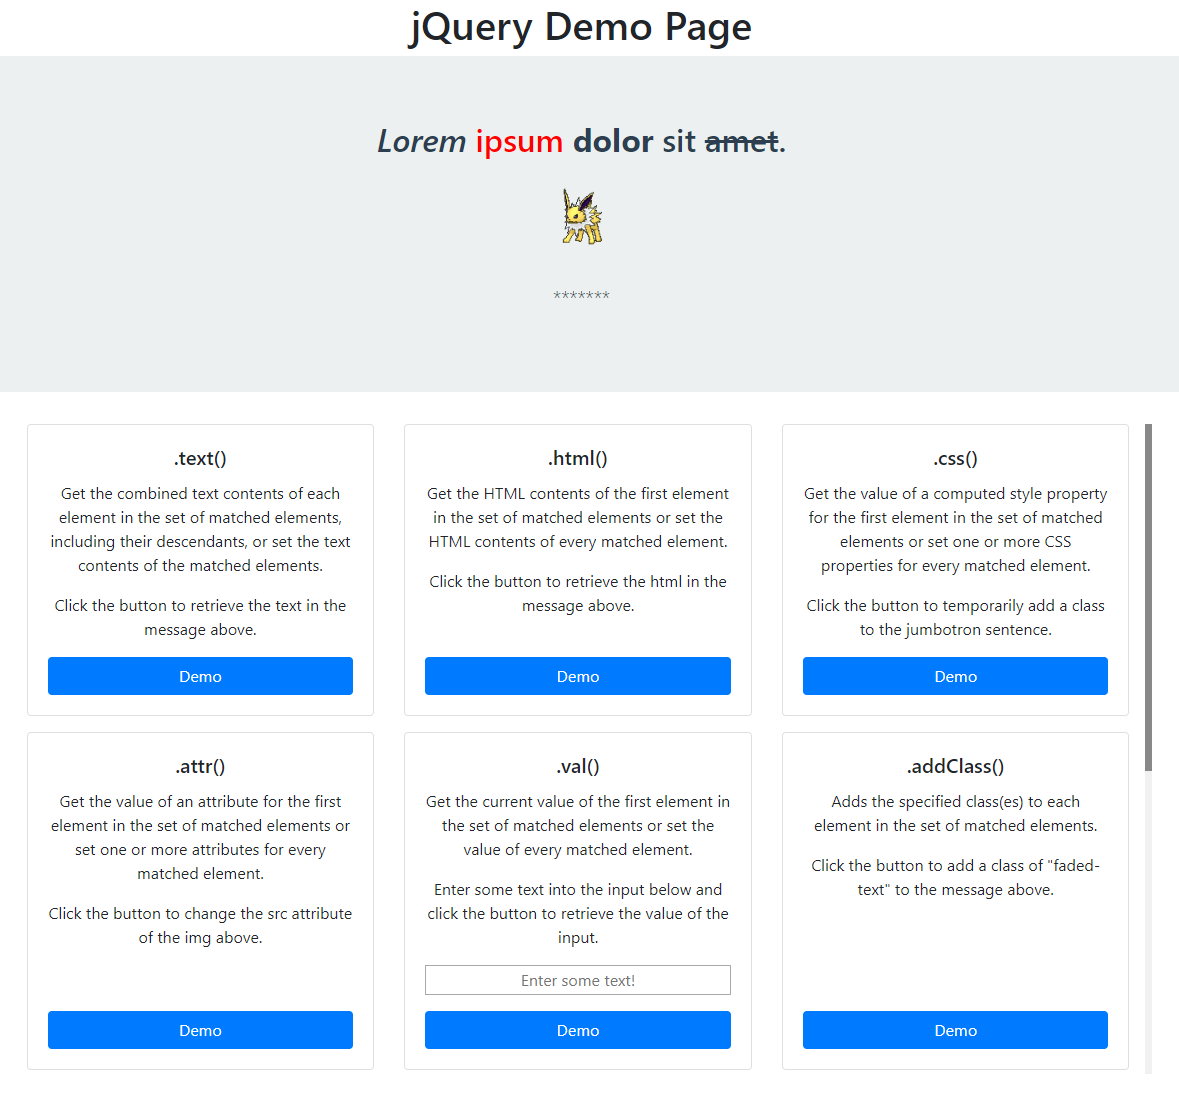 jQuery Demo Page
Lorem ipsum dolor sit amet.
*******
.text()
Get the combined text contents of each
element in the set of matched elements,
including their descendants, or set the text
contents of the matched elements.
Click the button to retrieve the text in the
message above.
Demo
.html()
Get the HTML contents of the first element
in the set of matched elements or set the
HTML contents of every matched element.
Click the button to retrieve the html in the
message above.
Demo
.css()
Get the value of a computed style property
for the first element in the set of matched
elements or set one or more CSS
properties for every matched element.
Click the button to temporarily add a class
to the jumbotron sentence.
Demo
.attr()
Get the value of an attribute for the first
element in the set of matched elements or
set one or more attributes for every
matched element.
Click the button to change the src attribute
of the img above.
Demo
.val()
Get the current value of the first element in
the set of matched elements or set the
value of every matched element.
Enter some text into the input below and
click the button to retrieve the value of the
input.
Enter some text!
Demo
.addClass()
Adds the specified class(es) to each
element in the set of matched elements.
Click the button to add a class of "faded-
text" to the message above.
Demo